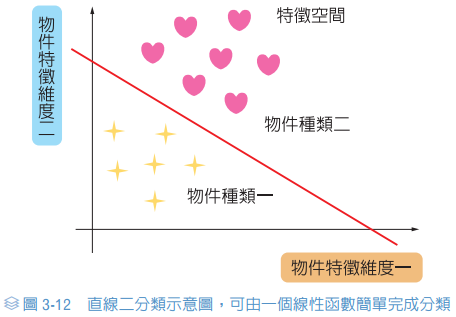 特徵空間
物件特徵維度二
物件種類二
物件種類一
物件特徵維度一
圖 3-12 直線二分類示意圖，可由一個線性函數簡單完成分類